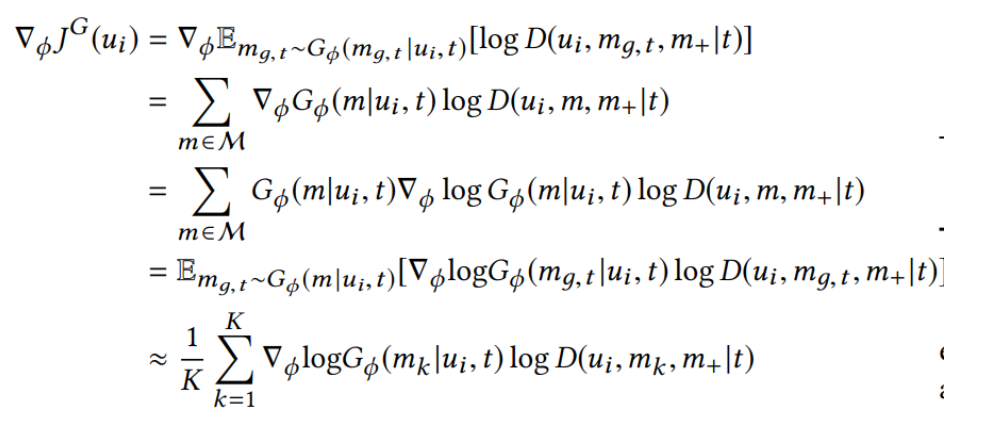 ∇_ϕ J^G(u_i) = ∇_ϕ 𝔼_{m_{g,t}∼G_ϕ(m_{g,t}|u_i,t)}[log D(u_i, m_{g,t}, m_+|t)]
= ∑_{m∈ℳ} ∇_ϕ G_ϕ(m|u_i, t) log D(u_i, m, m_+|t)
= ∑_{m∈ℳ} G_ϕ(m|u_i, t)∇_ϕ log G_ϕ(m|u_i, t) log D(u_i, m, m_+|t)
= 𝔼_{m_{g,t}∼G_ϕ(m|u_i,t)}[∇_ϕ logG_ϕ(m_{g,t}|u_i, t) log D(u_i, m_{g,t}, m_+|t)]
≈ \frac{1}{K} ∑_{k=1}^{K} ∇_ϕ logG_ϕ(m_k|u_i, t) log D(u_i, m_k, m_+|t)